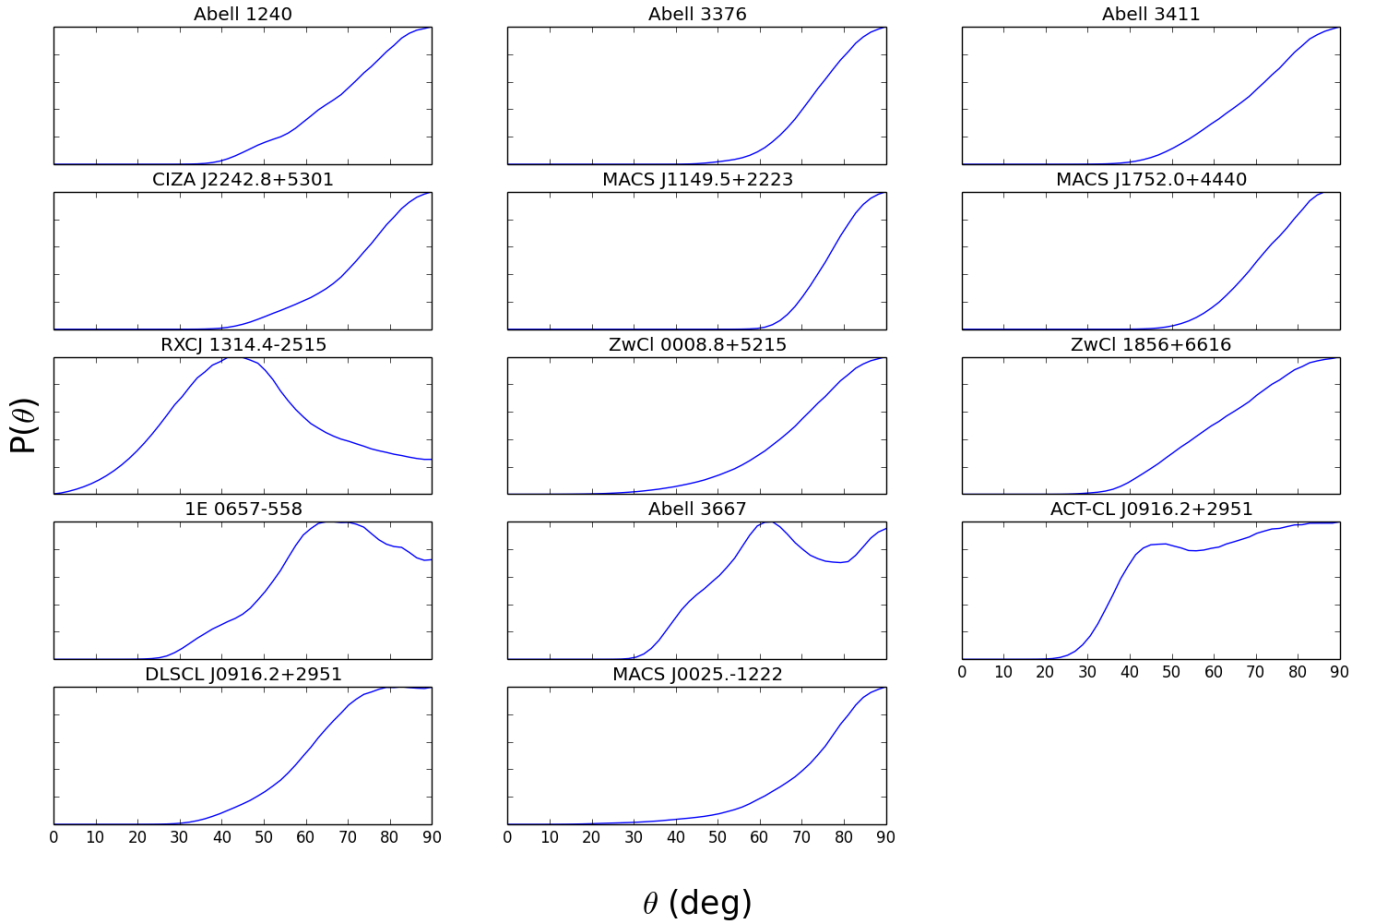 Abell 1240
Abell 3376
Abell 3411
CIZA J2242.8+5301
MACS J1149.5+2223
MACS J1752.0+4440
RXCJ 1314.4-2515
ZwCl 0008.8+5215
ZwCl 1856+6616
P(θ)
1E 0657-558
Abell 3667
ACT-CL J0916.2+2951
0 10 20 30 40 50 60 70 80 90
DLSCL J0916.2+2951
MACS J0025.-1222
0 10 20 30 40 50 60 70 80 90
0 10 20 30 40 50 60 70 80 90
θ (deg)